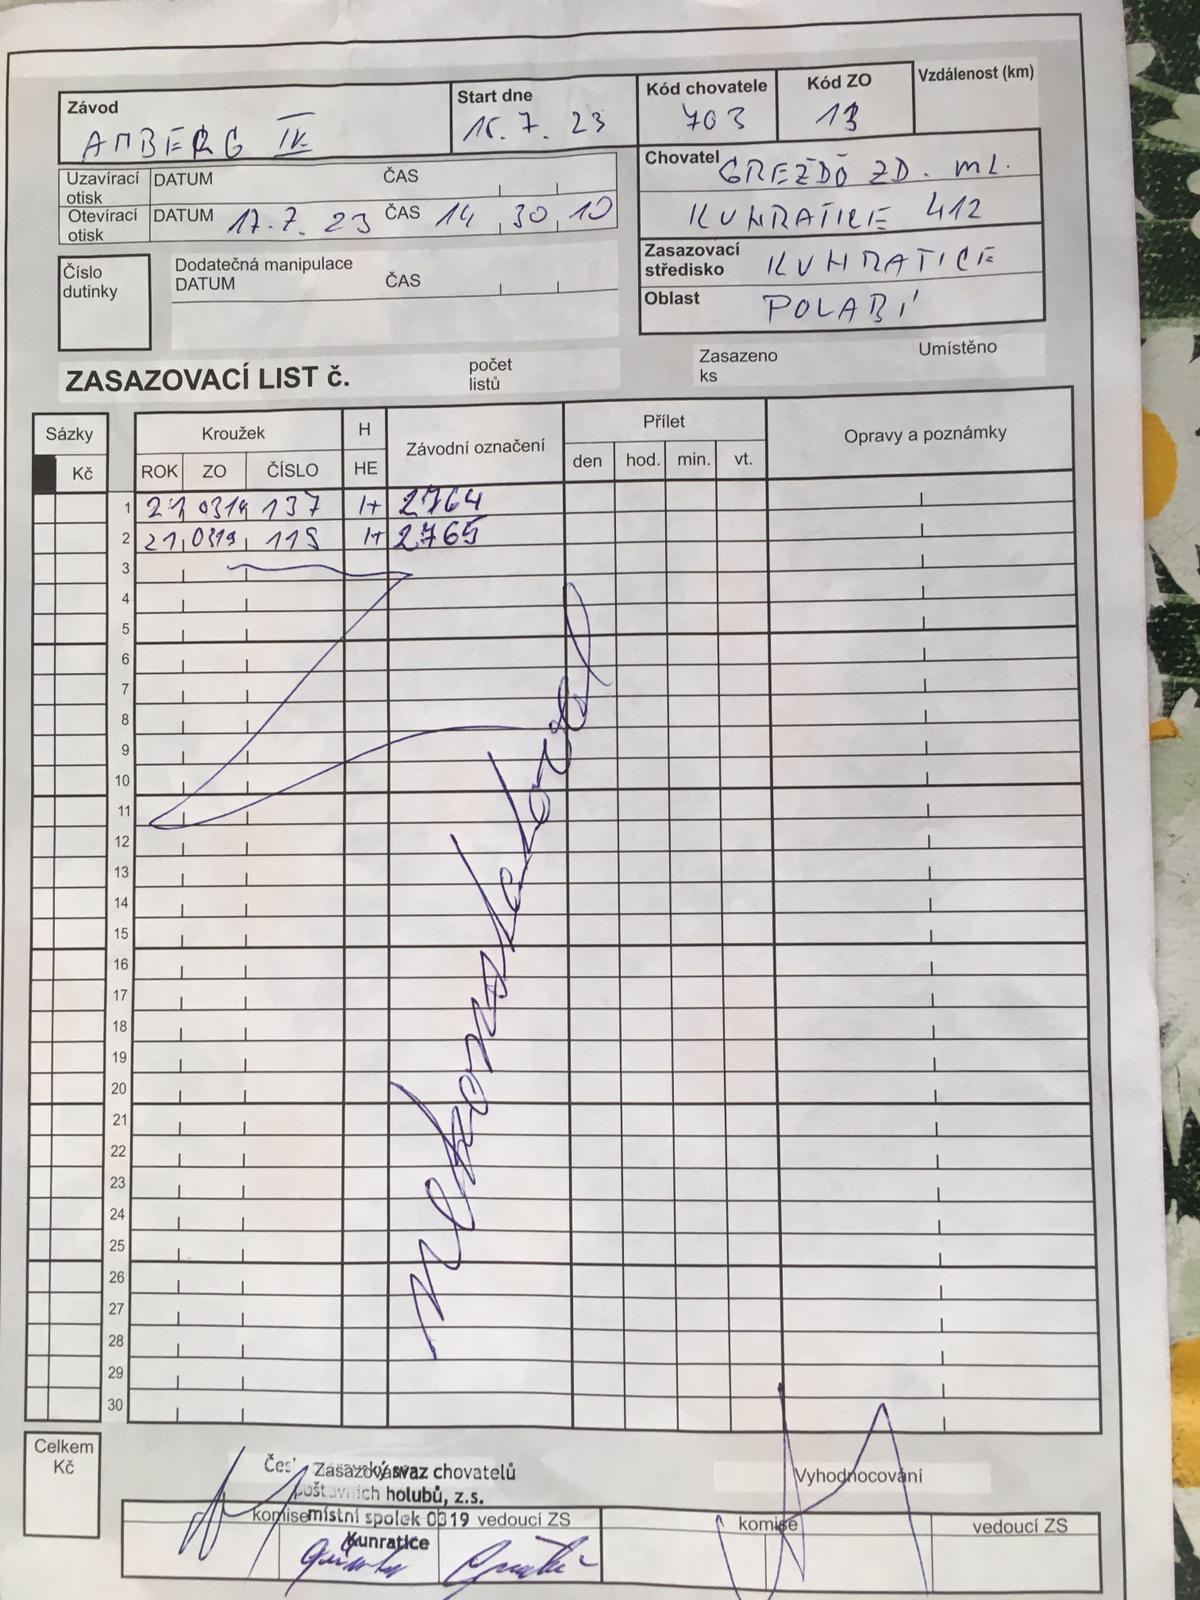 Závod
AMBERG IV.
Start dne
15. 7. 23
Kód chovatele
703
Kód ZO
13
Vzdálenost (km)
Uzavírací otisk DATUM ČAS
Otevírací otisk DATUM 17.7.23 ČAS 14 30 10
Chovatel GREZDÓ ZD. ML.
KUNRATICE 412
Zasazovací středisko KUNRATICE
Oblast POLABÍ
Číslo dutinky
Dodatečná manipulace
DATUM ČAS
ZASAZOVACÍ LIST č.
počet listů
Zasazeno ks
Umístěno
Sázky
Kč
Kroužek
ROK ZO ČÍSLO
H
HE
Závodní označení
Přílet
den hod. min. vt.
Opravy a poznámky
1 21 0319 137 H 2764
2 21 0319 115 H 2765
3
4
5
6
7
8
9
10
11
12
13
14
15
16
17
18
19
20
21
22
23
24
25
26
27
28
29
30
nekonstatoval
Celkem Kč
Zasazování
svaz chovatelů
poštovních holubů, z.s.
místní spolek 0319
Kunratice
komise vedoucí ZS
Vyhodnocování
komise vedoucí ZS